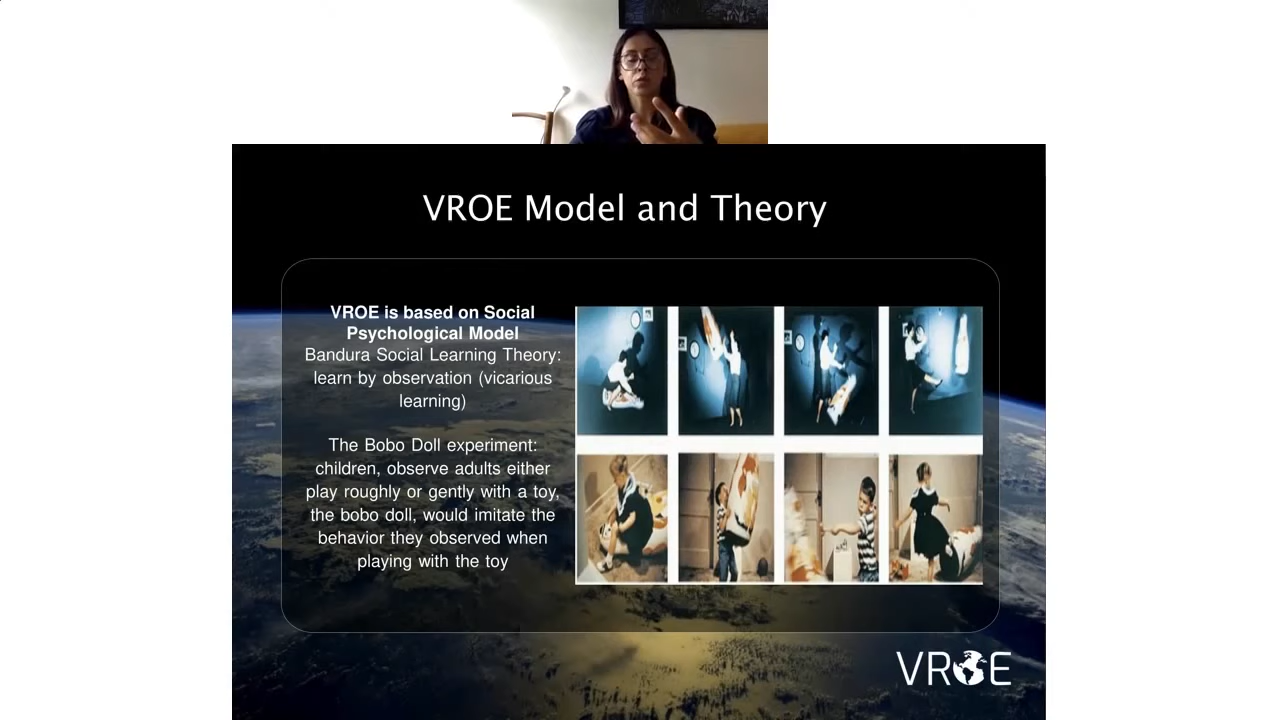 VROE Model and Theory
VROE is based on Social
Psychological Model
Bandura Social Learning Theory:
learn by observation (vicarious
learning)
The Bobo Doll experiment:
children, observe adults either
play roughly or gently with a toy,
the bobo doll, would imitate the
behavior they observed when
playing with the toy
VROE